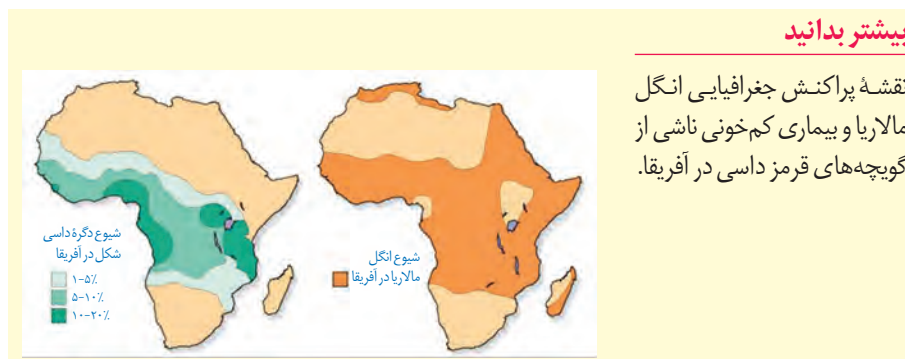 بیشتر بدانید
نقشهٔ پراکنش جغرافیایی انگل
مالاریا و بیماری کم‌خونی ناشی از
گویچه‌های قرمز داسی در آفریقا.
شیوع انگل
مالاریا در آفریقا
شیوع دگرهٔ داسی
شکل در آفریقا
۱-۵٪
۵-۱۰٪
۱۰-۲۰٪